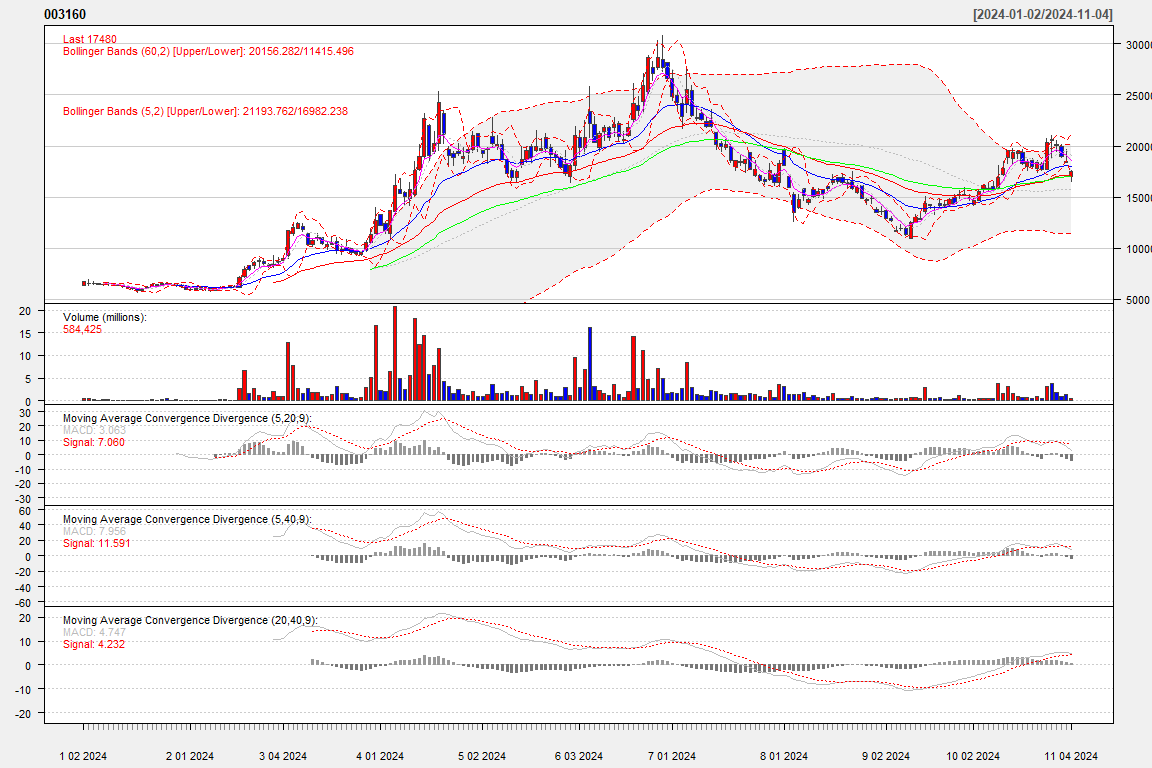 003160 [2024-01-02/2024-11-04]
Last 17480
Bollinger Bands (60,2) [Upper/Lower]: 20156.282/11415.496
Bollinger Bands (5,2) [Upper/Lower]: 21193.762/16982.238
30000
25000
20000
15000
10000
5000
Volume (millions):
584,425
20
15
10
5
0
Moving Average Convergence Divergence (5,20,9):
MACD: 3.063
Signal: 7.060
30
20
10
0
-10
-20
-30
Moving Average Convergence Divergence (5,40,9):
MACD: 7.956
Signal: 11.591
60
40
20
0
-20
-40
-60
Moving Average Convergence Divergence (20,40,9):
MACD: 4.747
Signal: 4.232
20
10
0
-10
-20
1 02 2024 2 01 2024 3 04 2024 4 01 2024 5 02 2024 6 03 2024 7 01 2024 8 01 2024 9 02 2024 10 02 2024 11 04 2024